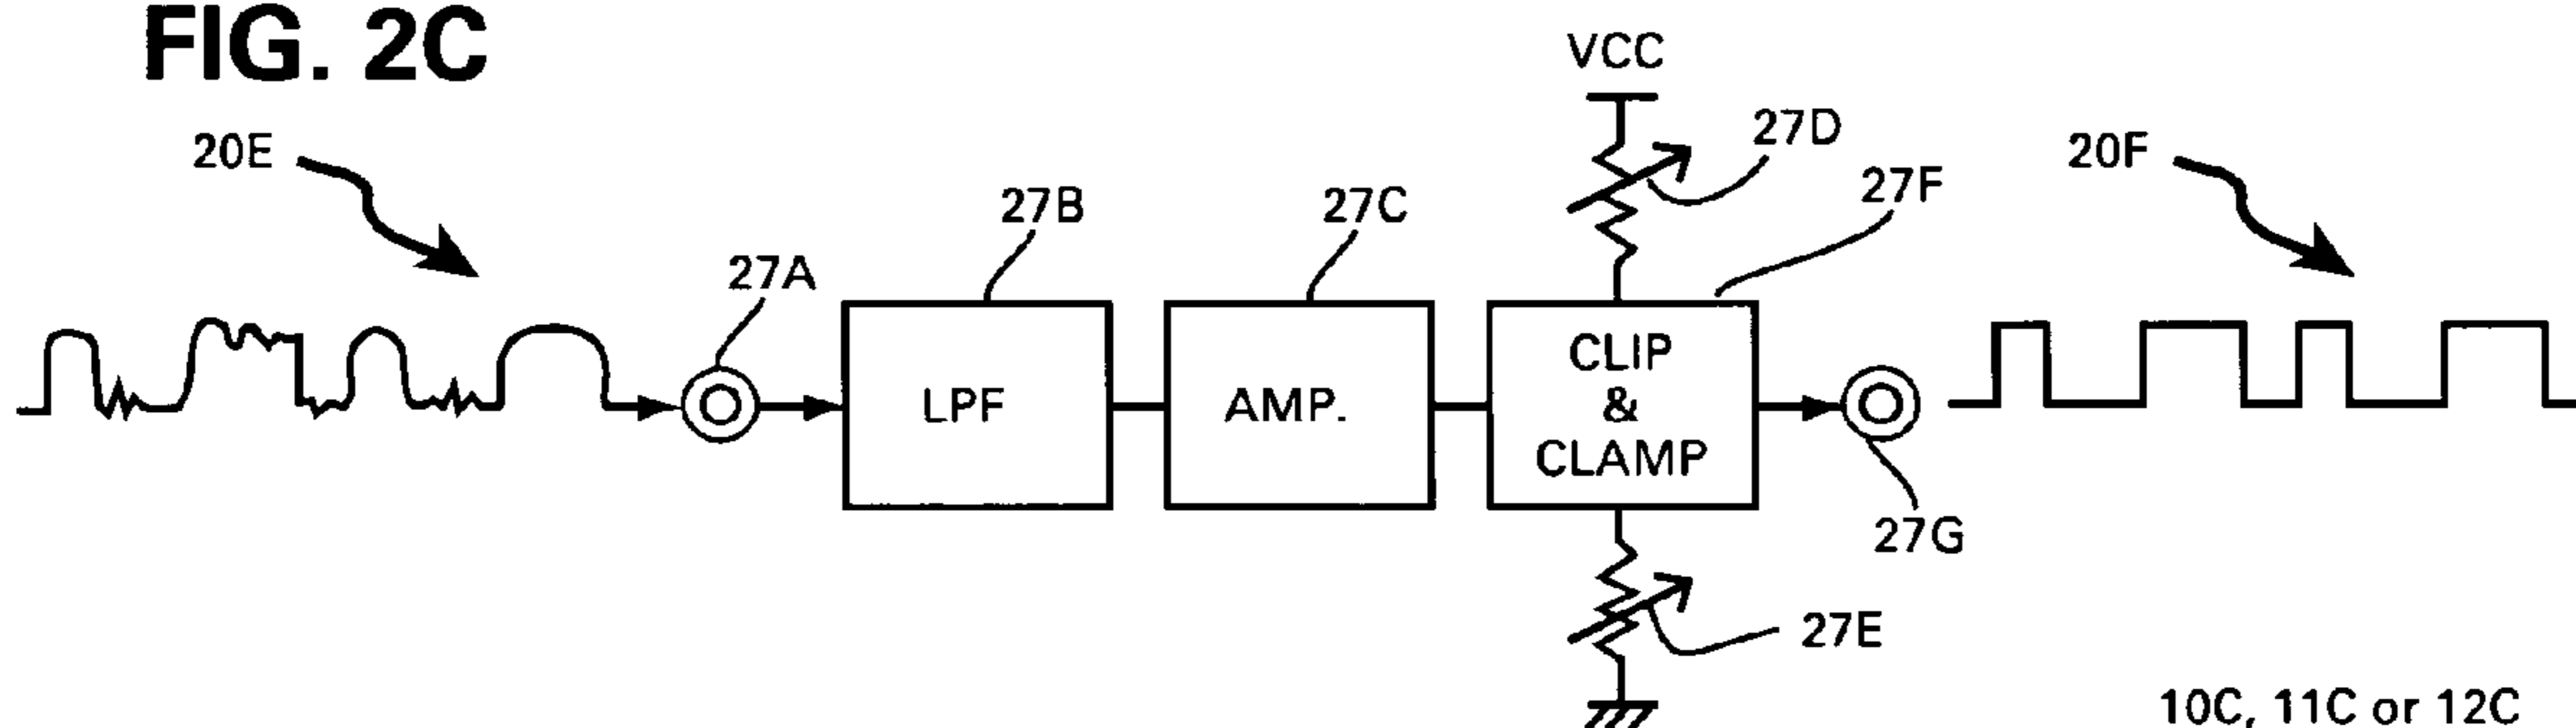 FIG. 2C
VCC
20E
27D
20F
27B
27C
27F
27A
LPF
AMP.
CLIP
&
CLAMP
27G
27E
10C, 11C or 12C